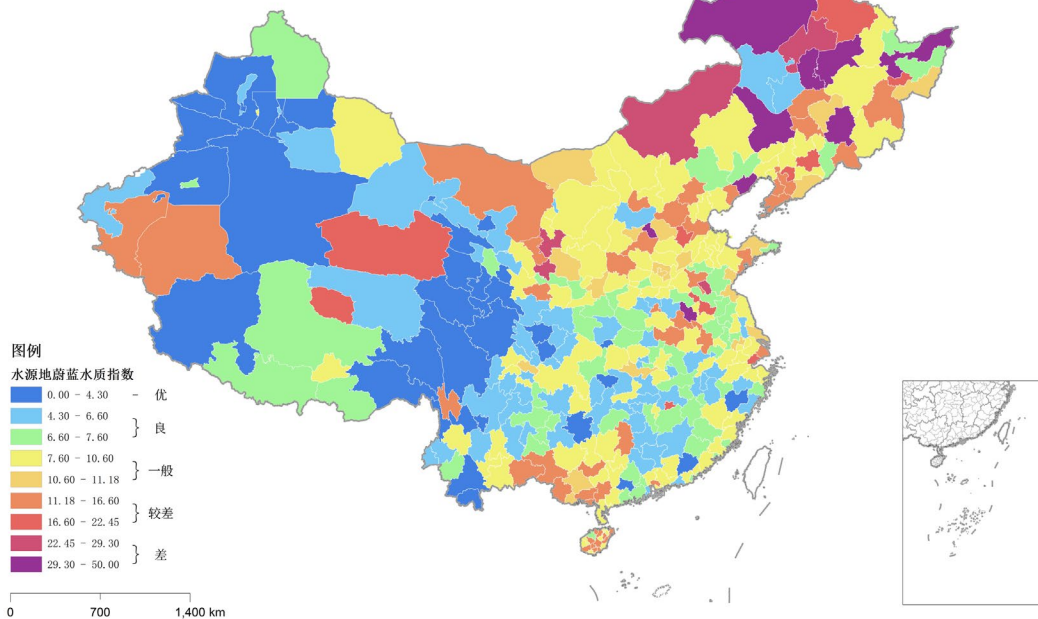 图例
水源地蔚蓝水质指数
0.00 - 4.30 - 优
4.30 - 6.60
} 良
6.60 - 7.60
7.60 - 10.60
} 一般
10.60 - 11.18
11.18 - 16.60
} 较差
16.60 - 22.45
22.45 - 29.30
} 差
29.30 - 50.00
0 700 1,400 km